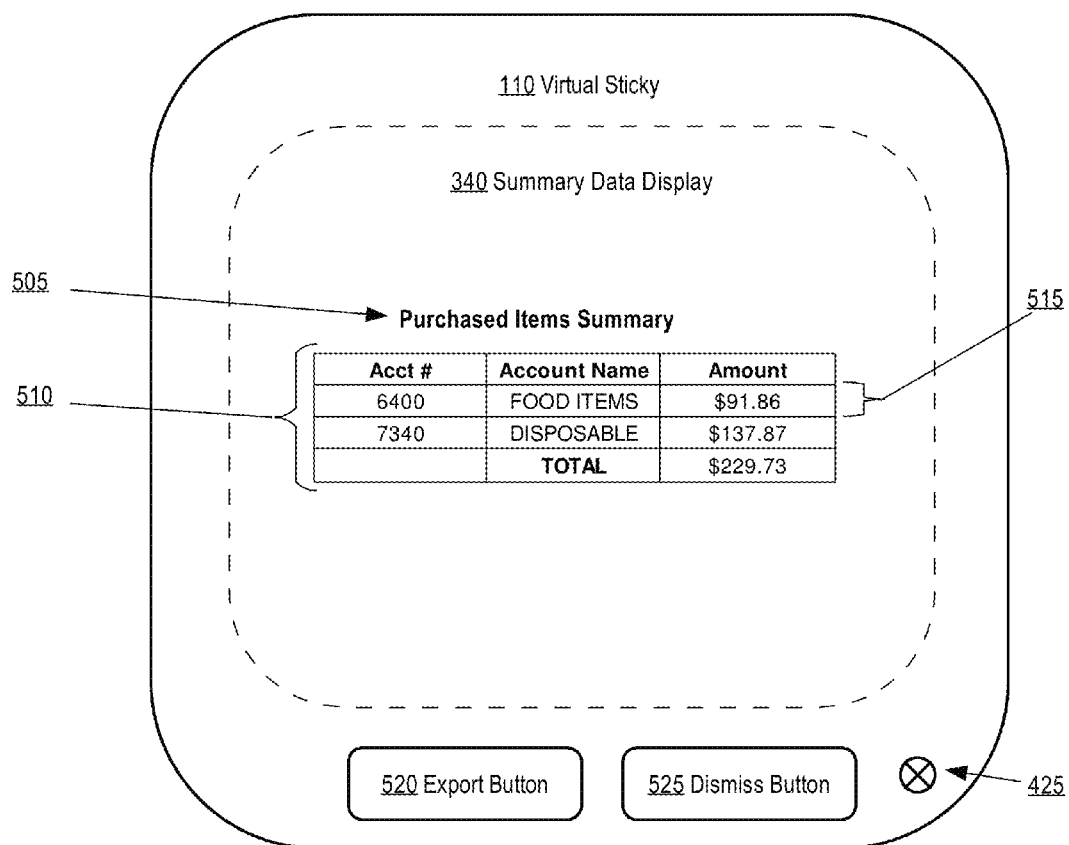 110 Virtual Sticky
340 Summary Data Display
505
Purchased Items Summary
515
510
Acct # Account Name Amount
6400 FOOD ITEMS $91.86
7340 DISPOSABLE $137.87
TOTAL $229.73
520 Export Button 525 Dismiss Button
425